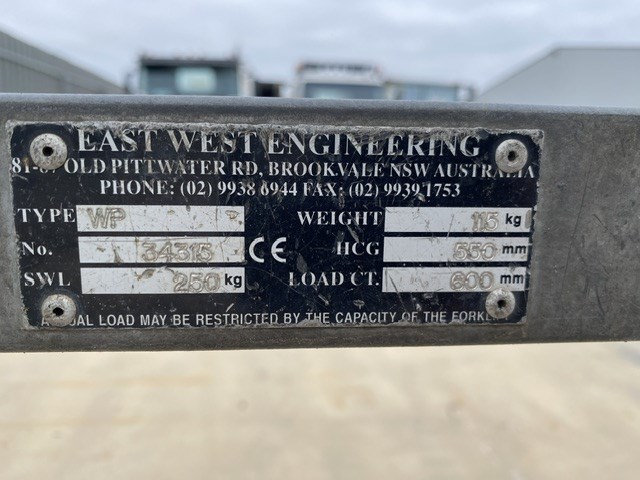 EAST WEST ENGINEERING
OLD PITTWATER RD, BROOKVALE NSW AUSTRALIA
PHONE: (02) 9938 6944 FAX: (02) 9939 1753
TYPE WP WEIGHT 115 kg
No. 34315 CE HCG 550 mm
SWL 250 kg LOAD CT. 600 mm
LOAD MAY BE RESTRICTED BY THE CAPACITY OF THE